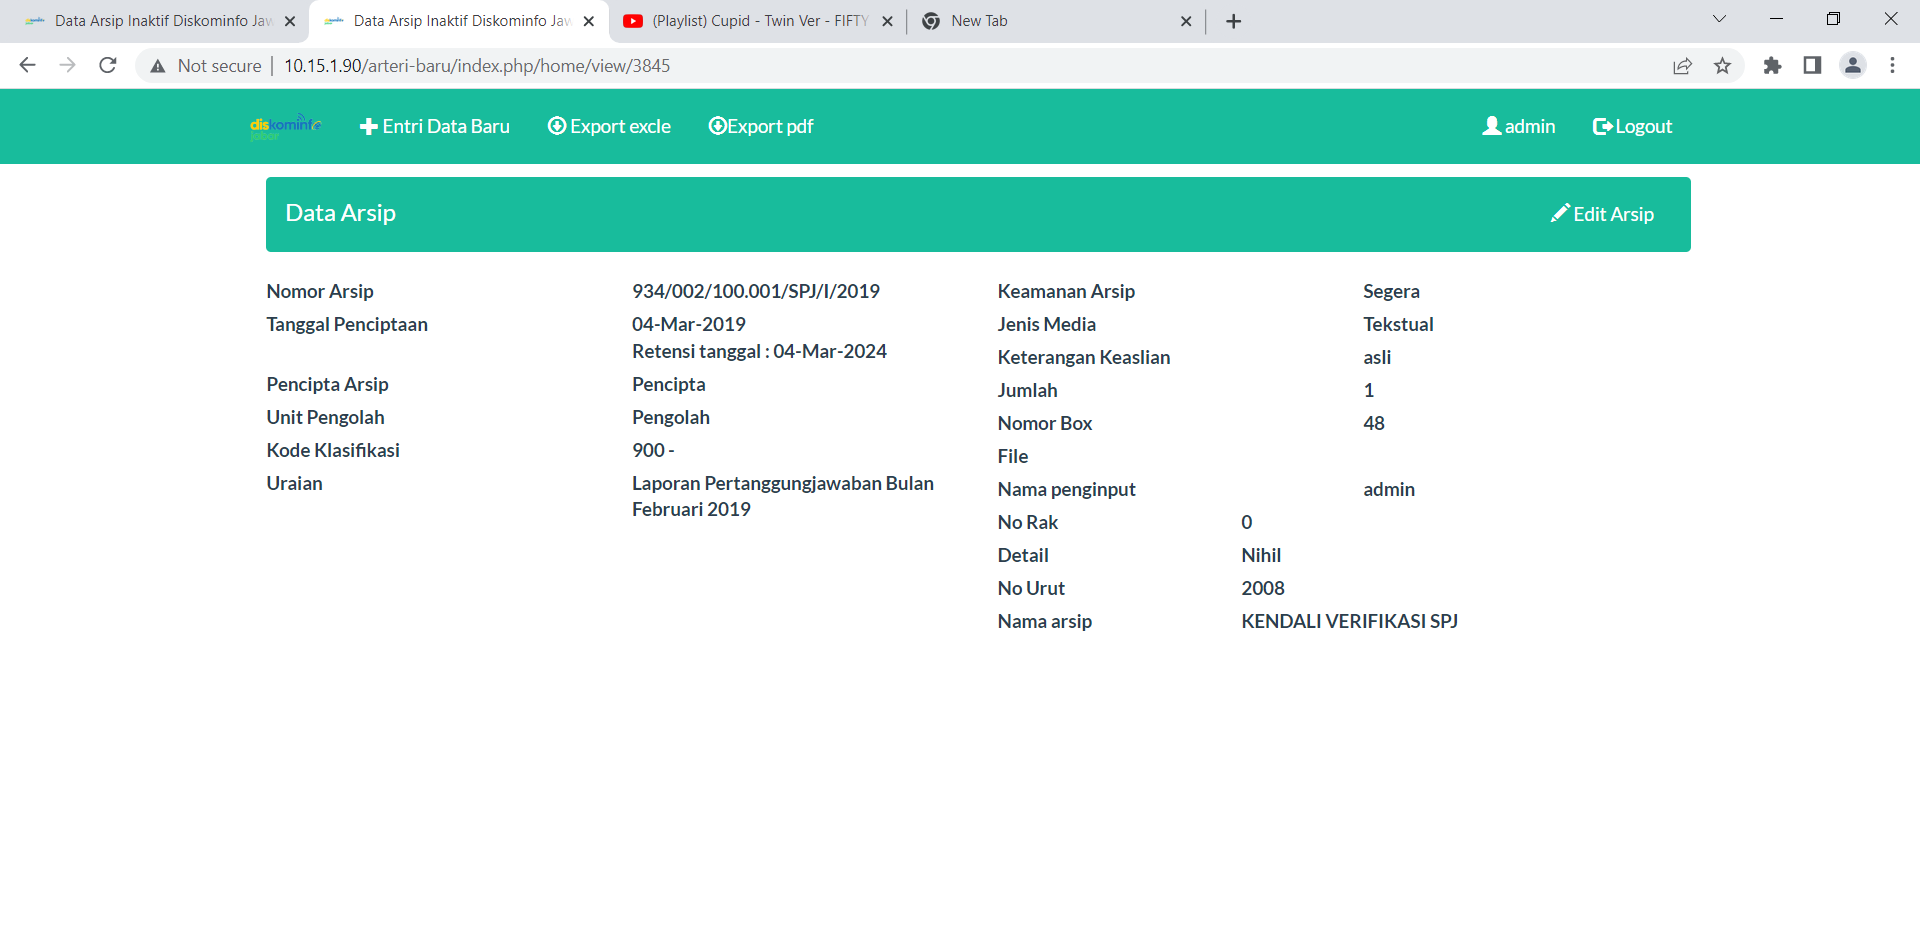 Data Arsip Inaktif Diskominfo Jaw
Data Arsip Inaktif Diskominfo Jaw
(Playlist) Cupid - Twin Ver - FIFTY
New Tab
Not secure
10.15.1.90/arteri-baru/index.php/home/view/3845
diskominfo
jabar
Entri Data Baru
Export excle
Export pdf
admin
Logout
Data Arsip
Edit Arsip
Nomor Arsip 934/002/100.001/SPJ/I/2019
Tanggal Penciptaan 04-Mar-2019
Retensi tanggal : 04-Mar-2024
Pencipta Arsip Pencipta
Unit Pengolah Pengolah
Kode Klasifikasi 900 -
Uraian Laporan Pertanggungjawaban Bulan
Februari 2019
Keamanan Arsip Segera
Jenis Media Tekstual
Keterangan Keaslian asli
Jumlah 1
Nomor Box 48
File
Nama penginput admin
No Rak 0
Detail Nihil
No Urut 2008
Nama arsip KENDALI VERIFIKASI SPJ